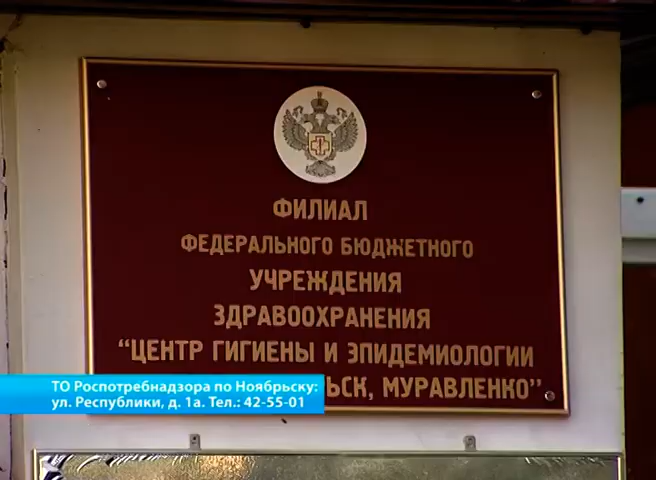 ФИЛИАЛ
ФЕДЕРАЛЬНОГО БЮДЖЕТНОГО
УЧРЕЖДЕНИЯ
ЗДРАВООХРАНЕНИЯ
“ЦЕНТР ГИГИЕНЫ И ЭПИДЕМИОЛОГИИ
ЬСК, МУРАВЛЕНКО”
ТО Роспотребнадзора по Ноябрьску:
ул. Республики, д. 1а. Тел.: 42-55-01